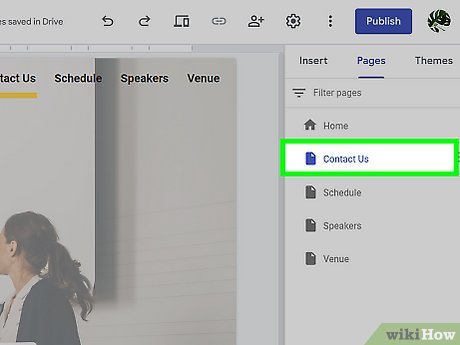 es saved in Drive
Publish
Insert Pages Themes
tact Us Schedule Speakers Venue
Filter pages
Home
Contact Us
Schedule
Speakers
Venue
wikiHow